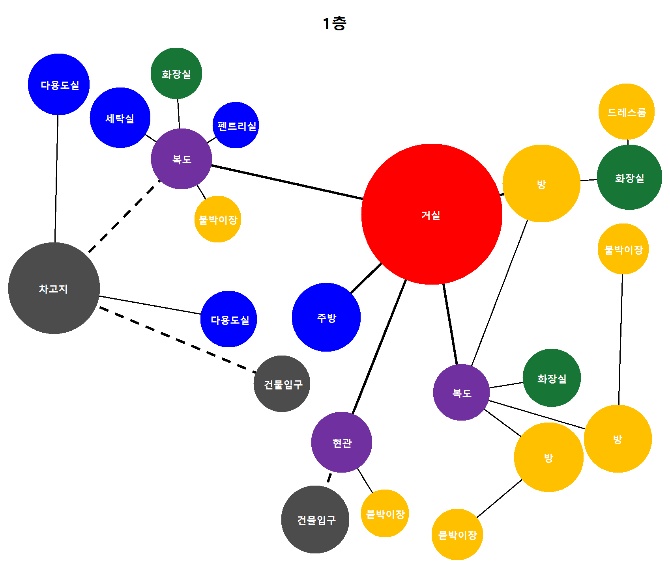 1층
화장실
다용도실
드레스룸
세탁실
펜트리실
복도
화장실
방
거실
붙박이장
붙박이장
차고지
주방
다용도실
화장실
건물입구
복도
방
현관
방
붙박이장
건물입구
붙박이장